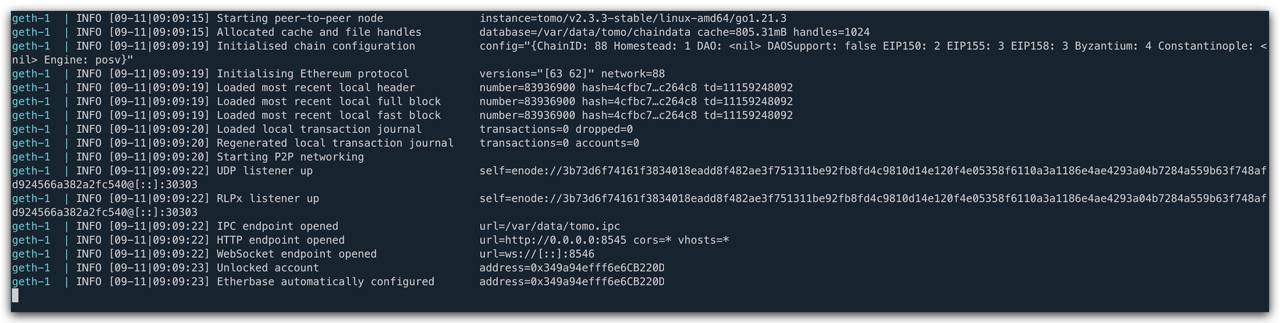 geth-1 | INFO [09-11|09:09:15] Starting peer-to-peer node instance=tomo/v2.3.3-stable/linux-amd64/go1.21.3
geth-1 | INFO [09-11|09:09:15] Allocated cache and file handles database=/var/data/tomo/chaindata cache=805.31mB handles=1024
geth-1 | INFO [09-11|09:09:19] Initialised chain configuration config="{ChainID: 88 Homestead: 1 DAO: <nil> DAOSupport: false EIP150: 2 EIP155: 3 EIP158: 3 Byzantium: 4 Constantinople: <
nil> Engine: posv}"
geth-1 | INFO [09-11|09:09:19] Initialising Ethereum protocol versions="[63 62]" network=88
geth-1 | INFO [09-11|09:09:19] Loaded most recent local header number=83936900 hash=4cfbc7…c264c8 td=11159248092
geth-1 | INFO [09-11|09:09:19] Loaded most recent local full block number=83936900 hash=4cfbc7…c264c8 td=11159248092
geth-1 | INFO [09-11|09:09:19] Loaded most recent local fast block number=83936900 hash=4cfbc7…c264c8 td=11159248092
geth-1 | INFO [09-11|09:09:20] Loaded local transaction journal transactions=0 dropped=0
geth-1 | INFO [09-11|09:09:20] Regenerated local transaction journal transactions=0 accounts=0
geth-1 | INFO [09-11|09:09:20] Starting P2P networking
geth-1 | INFO [09-11|09:09:22] UDP listener up self=enode://3b73d6f74161f3834018eadd8f482ae3f751311be92fb8fd4c9810d14e120f4e05358f6110a3a1186e4ae4293a04b7284a559b63f748af
d924566a382a2fc540@[::]:30303
geth-1 | INFO [09-11|09:09:22] RLPx listener up self=enode://3b73d6f74161f3834018eadd8f482ae3f751311be92fb8fd4c9810d14e120f4e05358f6110a3a1186e4ae4293a04b7284a559b63f748af
d924566a382a2fc540@[::]:30303
geth-1 | INFO [09-11|09:09:22] IPC endpoint opened url=/var/data/tomo.ipc
geth-1 | INFO [09-11|09:09:22] HTTP endpoint opened url=http://0.0.0.0:8545 cors=* vhosts=*
geth-1 | INFO [09-11|09:09:22] WebSocket endpoint opened url=ws://[::]:8546
geth-1 | INFO [09-11|09:09:23] Unlocked account address=0x349a94efff6e6CB220D
geth-1 | INFO [09-11|09:09:23] Etherbase automatically configured address=0x349a94efff6e6CB220D